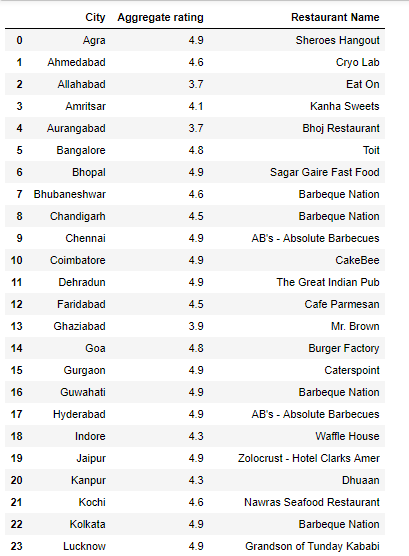 City Aggregate rating Restaurant Name
0 Agra 4.9 Sheroes Hangout
1 Ahmedabad 4.6 Cryo Lab
2 Allahabad 3.7 Eat On
3 Amritsar 4.1 Kanha Sweets
4 Aurangabad 3.7 Bhoj Restaurant
5 Bangalore 4.8 Toit
6 Bhopal 4.9 Sagar Gaire Fast Food
7 Bhubaneshwar 4.6 Barbeque Nation
8 Chandigarh 4.5 Barbeque Nation
9 Chennai 4.9 AB's - Absolute Barbecues
10 Coimbatore 4.9 CakeBee
11 Dehradun 4.9 The Great Indian Pub
12 Faridabad 4.5 Cafe Parmesan
13 Ghaziabad 3.9 Mr. Brown
14 Goa 4.8 Burger Factory
15 Gurgaon 4.9 Caterspoint
16 Guwahati 4.9 Barbeque Nation
17 Hyderabad 4.9 AB's - Absolute Barbecues
18 Indore 4.3 Waffle House
19 Jaipur 4.9 Zolocrust - Hotel Clarks Amer
20 Kanpur 4.3 Dhuaan
21 Kochi 4.6 Nawras Seafood Restaurant
22 Kolkata 4.9 Barbeque Nation
23 Lucknow 4.9 Grandson of Tunday Kababi